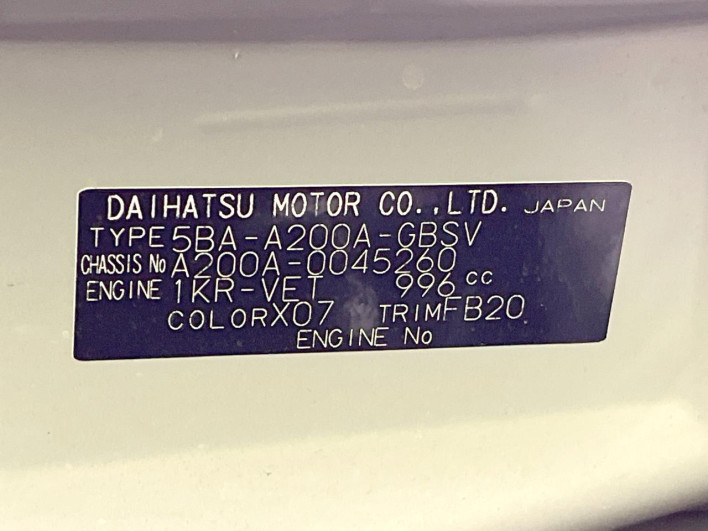 DAIHATSU MOTOR CO.,LTD. JAPAN
TYPE 5BA-A200A-GBSV
CHASSIS No A200A-0045260
ENGINE 1KR-VET 996 cc
COLOR X07 TRIM FB20
ENGINE No